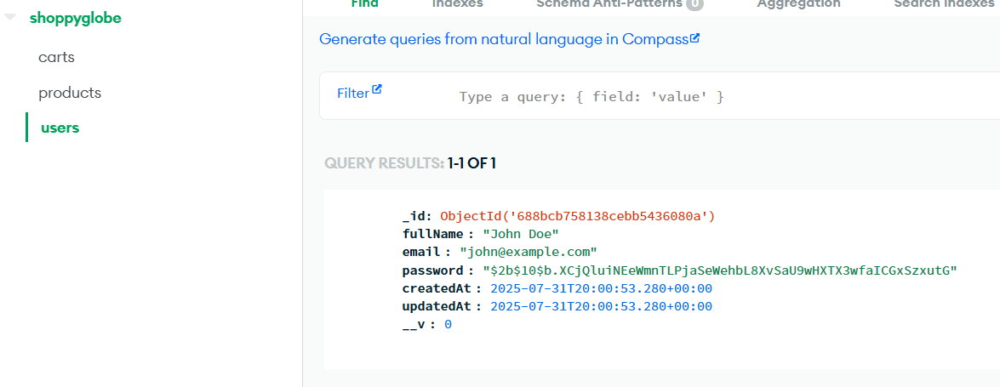 Find Indexes Schema Anti-Patterns 0 Aggregation Search Indexes
shoppyglobe
carts
products
users
Generate queries from natural language in Compass
Filter Type a query: { field: 'value' }
QUERY RESULTS: 1-1 OF 1
_id: ObjectId('688bcb758138cebb5436080a')
fullName : "John Doe"
email : "john@example.com"
password : "$2b$10$b.XCjQluiNEeWmnTLPjaSeWehbL8XvSaU9wHXTX3wfaICGxSzxutG"
createdAt : 2025-07-31T20:00:53.280+00:00
updatedAt : 2025-07-31T20:00:53.280+00:00
__v : 0